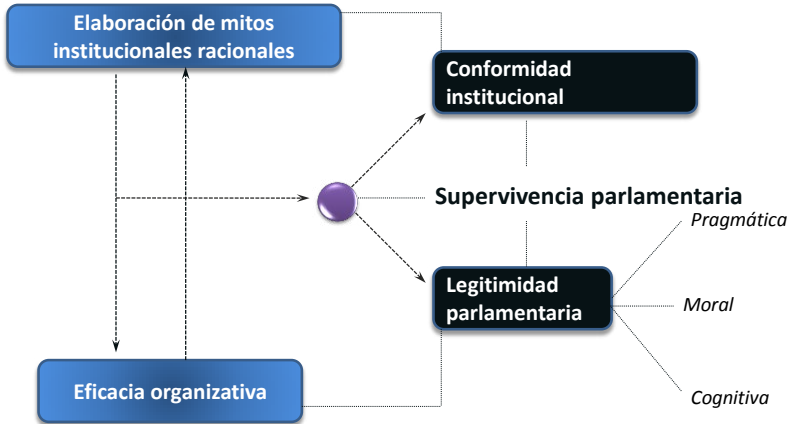 Elaboración de mitos
institucionales racionales
Conformidad
institucional
Supervivencia parlamentaria
Pragmática
Legitimidad
parlamentaria
Moral
Eficacia organizativa
Cognitiva